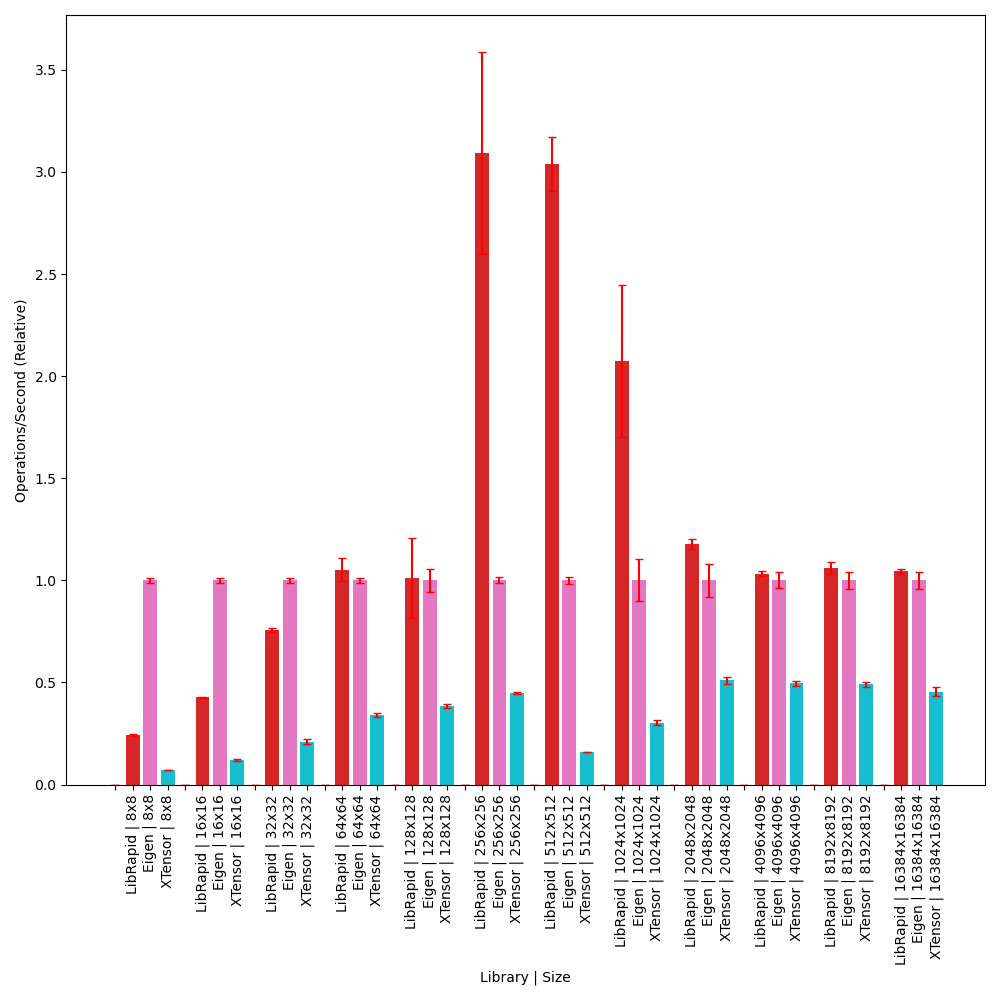 3.5
3.0
2.5
2.0
1.5
1.0
0.5
0.0
Operations/Second (Relative)
LibRapid | 8x8
Eigen | 8x8
XTensor | 8x8
LibRapid | 16x16
Eigen | 16x16
XTensor | 16x16
LibRapid | 32x32
Eigen | 32x32
XTensor | 32x32
LibRapid | 64x64
Eigen | 64x64
XTensor | 64x64
LibRapid | 128x128
Eigen | 128x128
XTensor | 128x128
LibRapid | 256x256
Eigen | 256x256
XTensor | 256x256
LibRapid | 512x512
Eigen | 512x512
XTensor | 512x512
LibRapid | 1024x1024
Eigen | 1024x1024
XTensor | 1024x1024
LibRapid | 2048x2048
Eigen | 2048x2048
XTensor | 2048x2048
LibRapid | 4096x4096
Eigen | 4096x4096
XTensor | 4096x4096
LibRapid | 8192x8192
Eigen | 8192x8192
XTensor | 8192x8192
LibRapid | 16384x16384
Eigen | 16384x16384
XTensor | 16384x16384
Library | Size